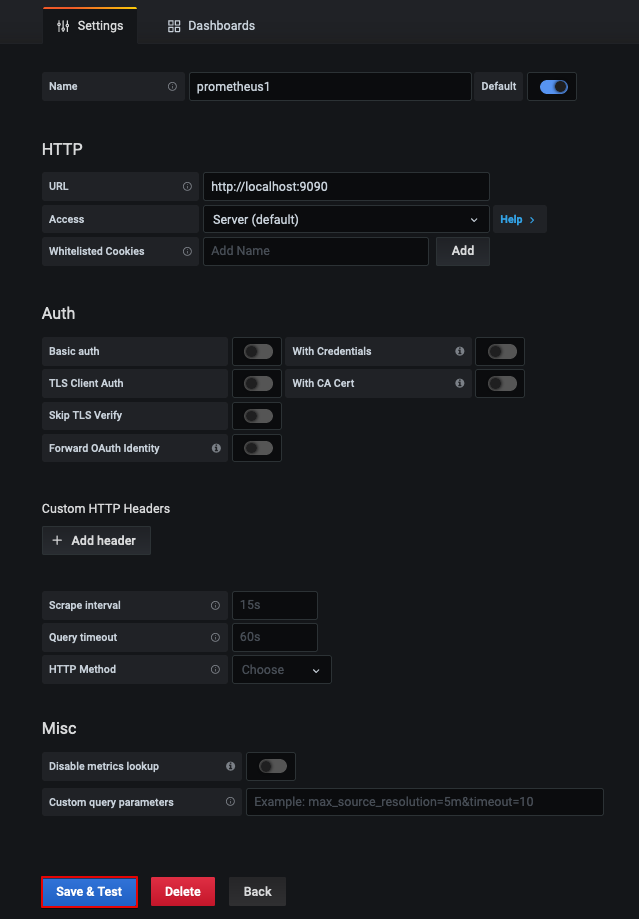 Settings Dashboards
Name prometheus1 Default
HTTP
URL http://localhost:9090
Access Server (default) Help >
Whitelisted Cookies Add Name Add
Auth
Basic auth With Credentials
TLS Client Auth With CA Cert
Skip TLS Verify
Forward OAuth Identity
Custom HTTP Headers
+ Add header
Scrape interval 15s
Query timeout 60s
HTTP Method Choose
Misc
Disable metrics lookup
Custom query parameters Example: max_source_resolution=5m&timeout=10
Save & Test Delete Back